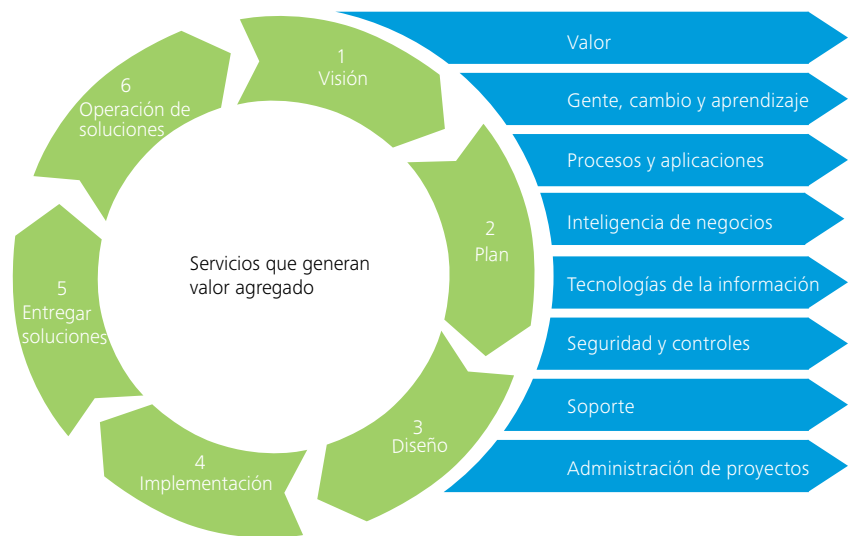 1
Visión
2
Plan
3
Diseño
4
Implementación
5
Entregar
soluciones
6
Operación de
soluciones
Servicios que generan
valor agregado
Valor
Gente, cambio y aprendizaje
Procesos y aplicaciones
Inteligencia de negocios
Tecnologías de la información
Seguridad y controles
Soporte
Administración de proyectos